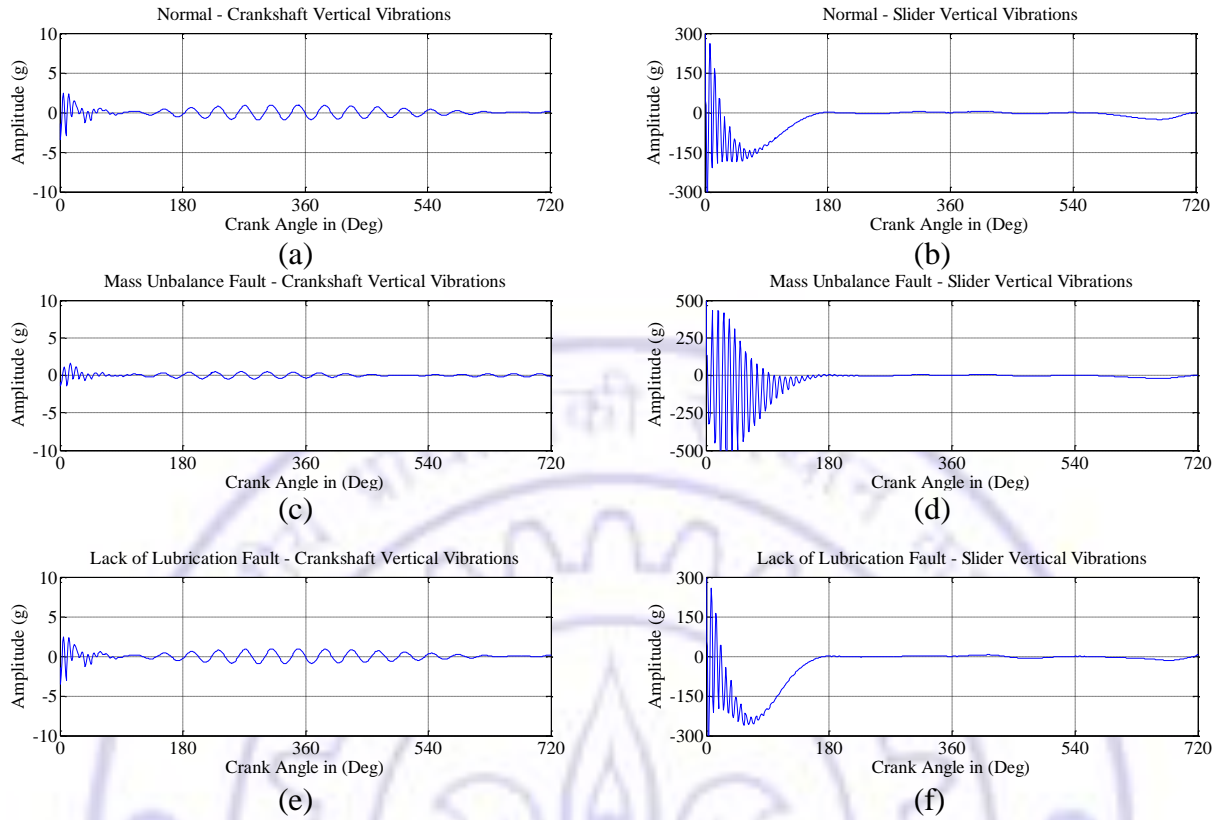 Normal - Crankshaft Vertical Vibrations
Amplitude (g)
10
5
0
-5
-10
0 180 360 540 720
Crank Angle in (Deg)
(a)
Normal - Slider Vertical Vibrations
Amplitude (g)
300
150
0
-150
-300
0 180 360 540 720
Crank Angle in (Deg)
(b)
Mass Unbalance Fault - Crankshaft Vertical Vibrations
Amplitude (g)
10
5
0
-5
-10
0 180 360 540 720
Crank Angle in (Deg)
(c)
Mass Unbalance Fault - Slider Vertical Vibrations
Amplitude (g)
500
250
0
-250
-500
0 180 360 540 720
Crank Angle in (Deg)
(d)
Lack of Lubrication Fault - Crankshaft Vertical Vibrations
Amplitude (g)
10
5
0
-5
-10
0 180 360 540 720
Crank Angle in (Deg)
(e)
Lack of Lubrication Fault - Slider Vertical Vibrations
Amplitude (g)
300
150
0
-150
-300
0 180 360 540 720
Crank Angle in (Deg)
(f)